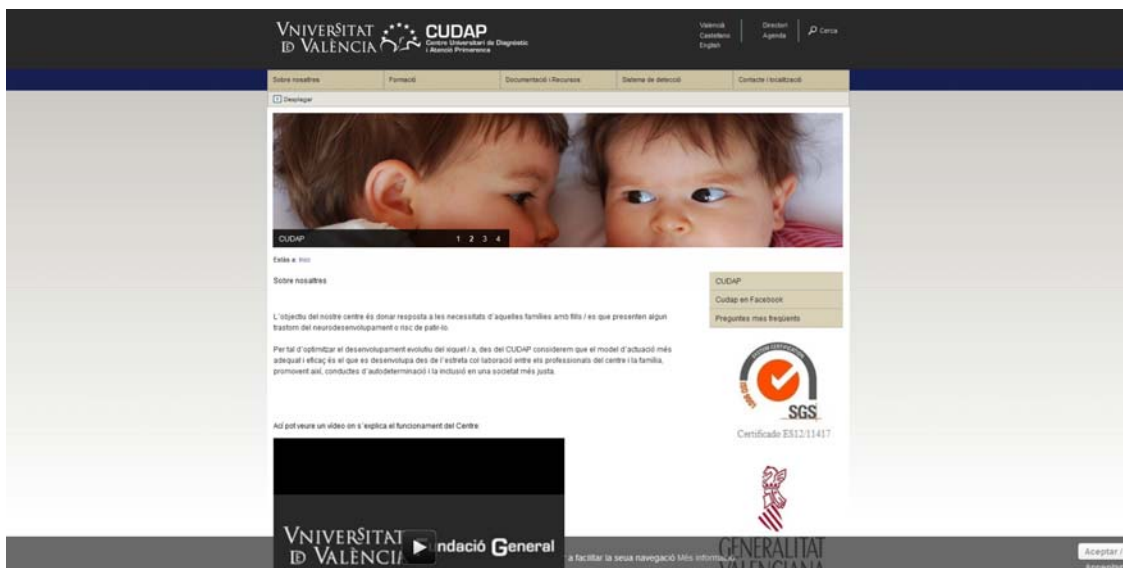 VNIVERSITAT
ID VALÈNCIA
CUDAP
Centre Universitari de Diagnòstic
i Atenció Primerenca
Valencià
Castellano
English
Directori
Agenda
Cerca
Sobre nosaltres
Formació
Documentació i Recursos
Sistema de detecció
Contacte i localització
Desplegar
CUDAP
1 2 3 4
Estàs a: Inici
Sobre nosaltres
L´objectiu del nostre centre és donar resposta a les necessitats d´aquelles famílies amb fills / es que presenten algun
trastorn del neurodesenvolupament o risc de patir-lo.
Per tal d´optimitzar el desenvolupament evolutiu del xiquet / a, des del CUDAP considerem que el model d´actuació més
adequat i eficaç és el que es desenvolupa des de l´estreta col·laboració entre els professionals del centre i la família,
promovent així, conductes d´autodeterminació i la inclusió en una societat més justa.
Ací pot veure un vídeo on s´explica el funcionament del Centre
CUDAP
Cudap en Facebook
Preguntes mes freqüents
SYSTEM CERTIFICATION
ISO 9001
SGS
Certificado ES12/11417
VNIVERSITAT
ID VALÈNCI
ndació General
a facilitar la seua navegació Més informació
GENERALITAT
VALENCIANA
Aceptar /